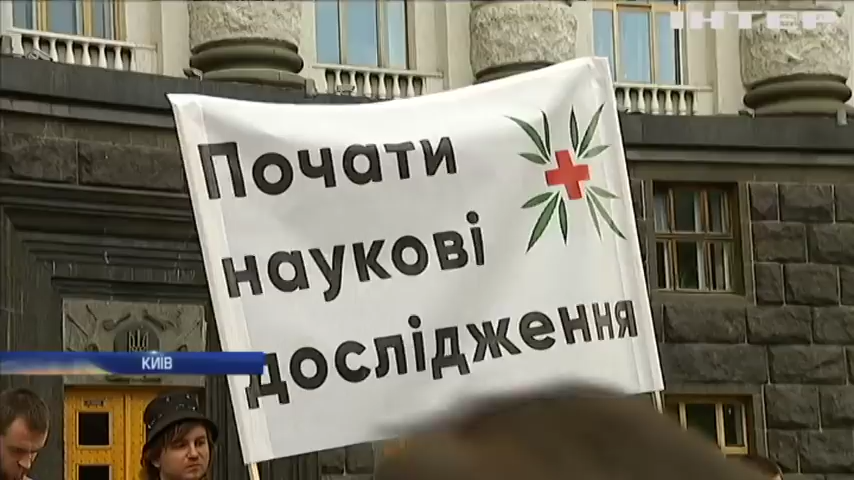 ІНТЕР
Почати
наукові
дослідження
КИЇВ